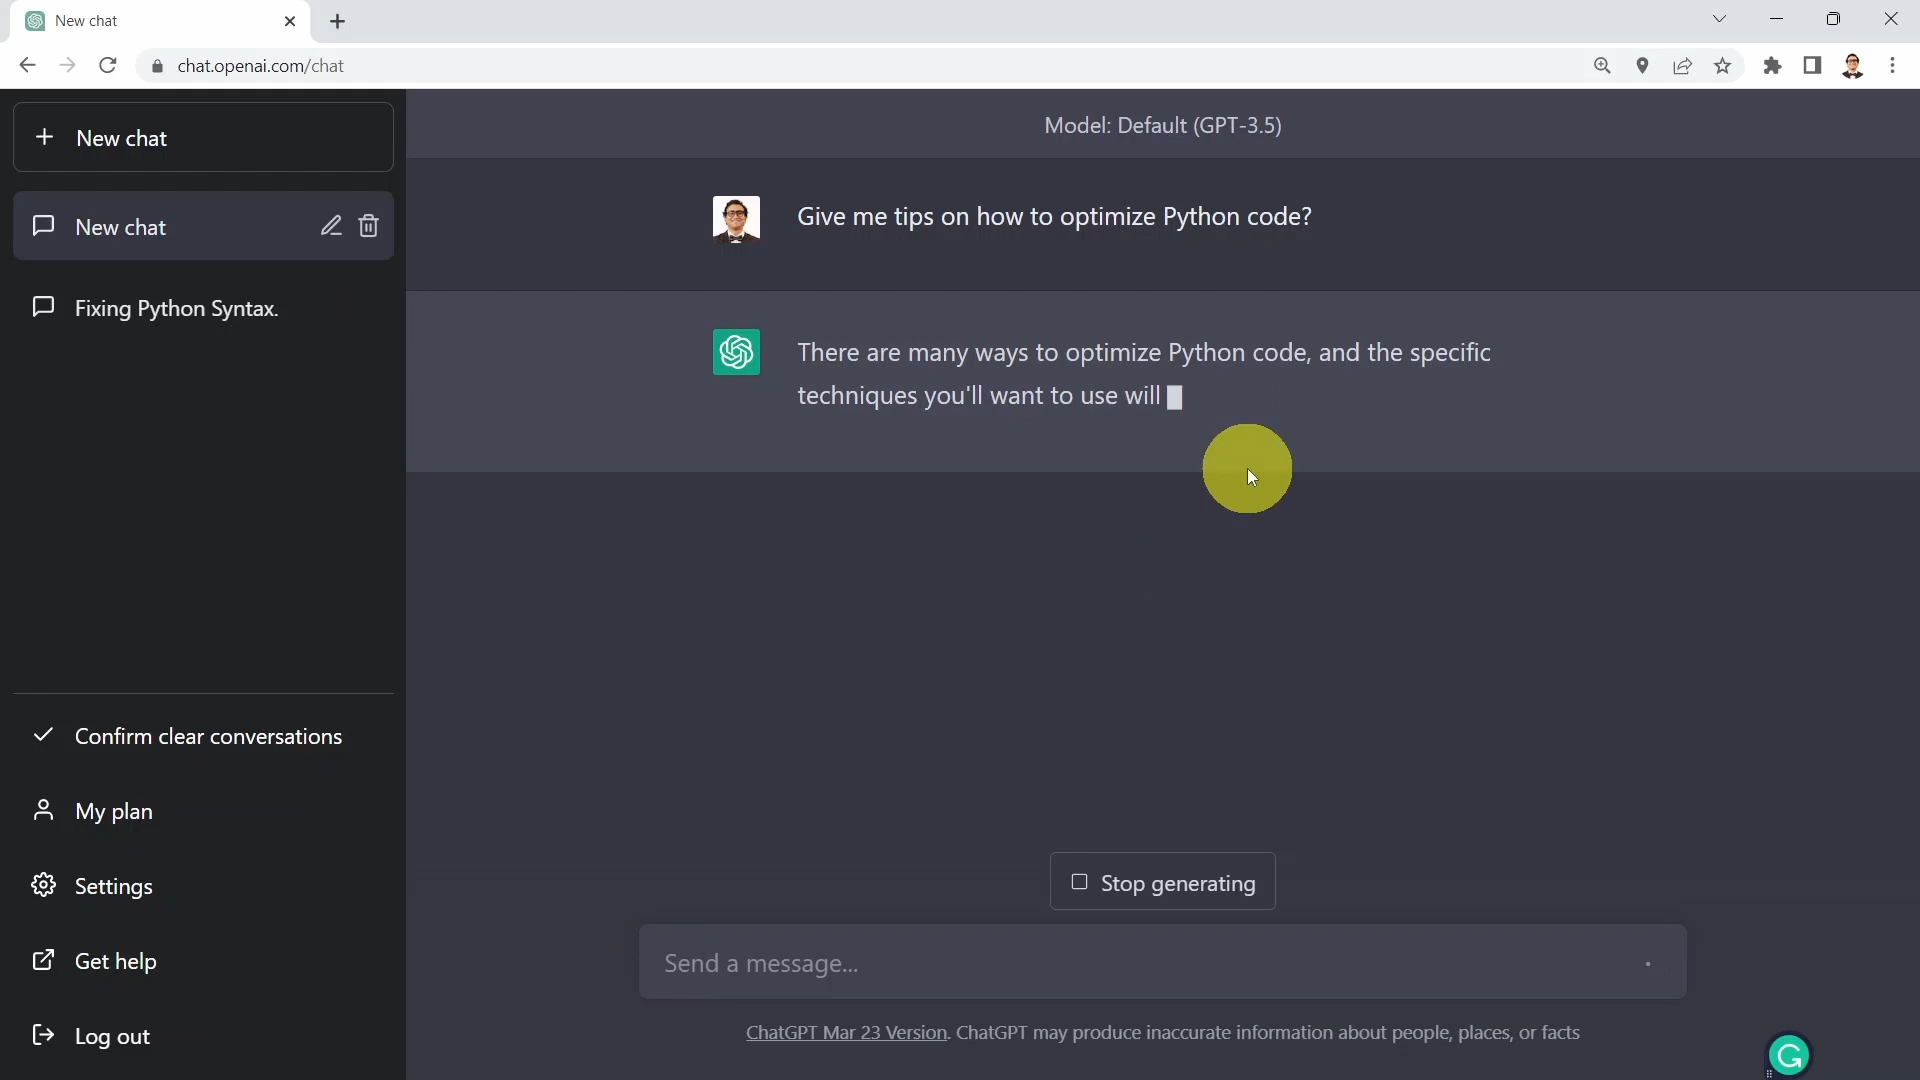 New chat
chat.openai.com/chat
New chat
New chat
Fixing Python Syntax.
Confirm clear conversations
My plan
Settings
Get help
Log out
Model: Default (GPT-3.5)
Give me tips on how to optimize Python code?
There are many ways to optimize Python code, and the specific
techniques you'll want to use will
Stop generating
Send a message...
ChatGPT Mar 23 Version. ChatGPT may produce inaccurate information about people, places, or facts